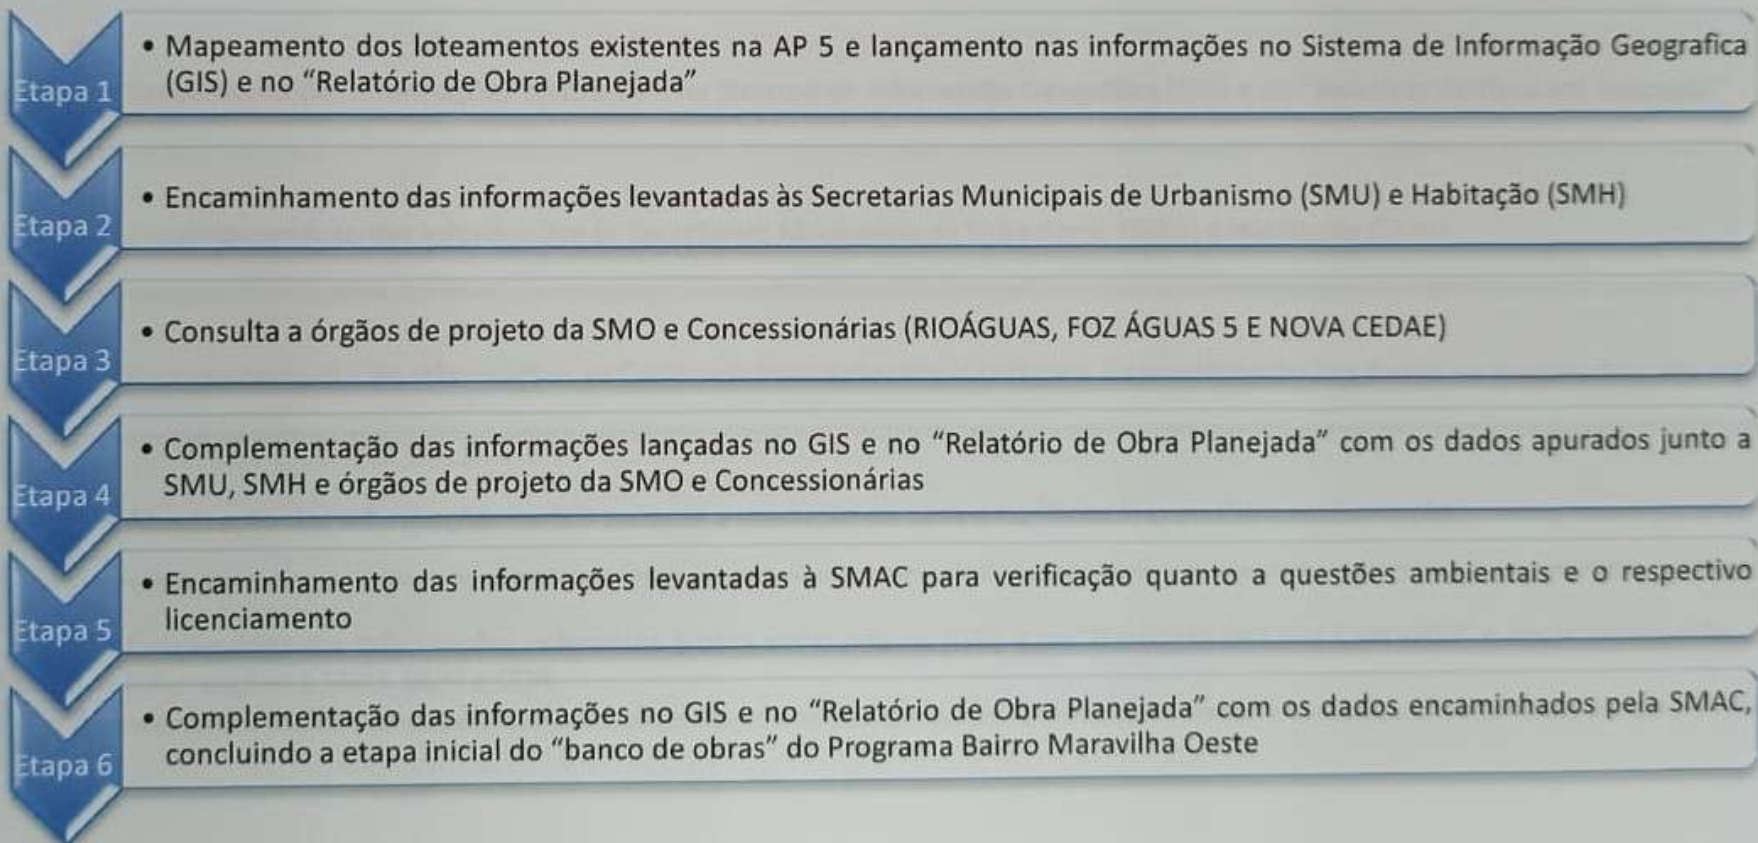 Etapa 1
• Mapeamento dos loteamentos existentes na AP 5 e lançamento nas informações no Sistema de Informação Geografica
(GIS) e no “Relatório de Obra Planejada”
Etapa 2
• Encaminhamento das informações levantadas às Secretarias Municipais de Urbanismo (SMU) e Habitação (SMH)
Etapa 3
• Consulta a órgãos de projeto da SMO e Concessionárias (RIOÁGUAS, FOZ ÁGUAS 5 E NOVA CEDAE)
Etapa 4
• Complementação das informações lançadas no GIS e no “Relatório de Obra Planejada” com os dados apurados junto a
SMU, SMH e órgãos de projeto da SMO e Concessionárias
Etapa 5
• Encaminhamento das informações levantadas à SMAC para verificação quanto a questões ambientais e o respectivo
licenciamento
Etapa 6
• Complementação das informações no GIS e no “Relatório de Obra Planejada” com os dados encaminhados pela SMAC,
concluindo a etapa inicial do “banco de obras” do Programa Bairro Maravilha Oeste